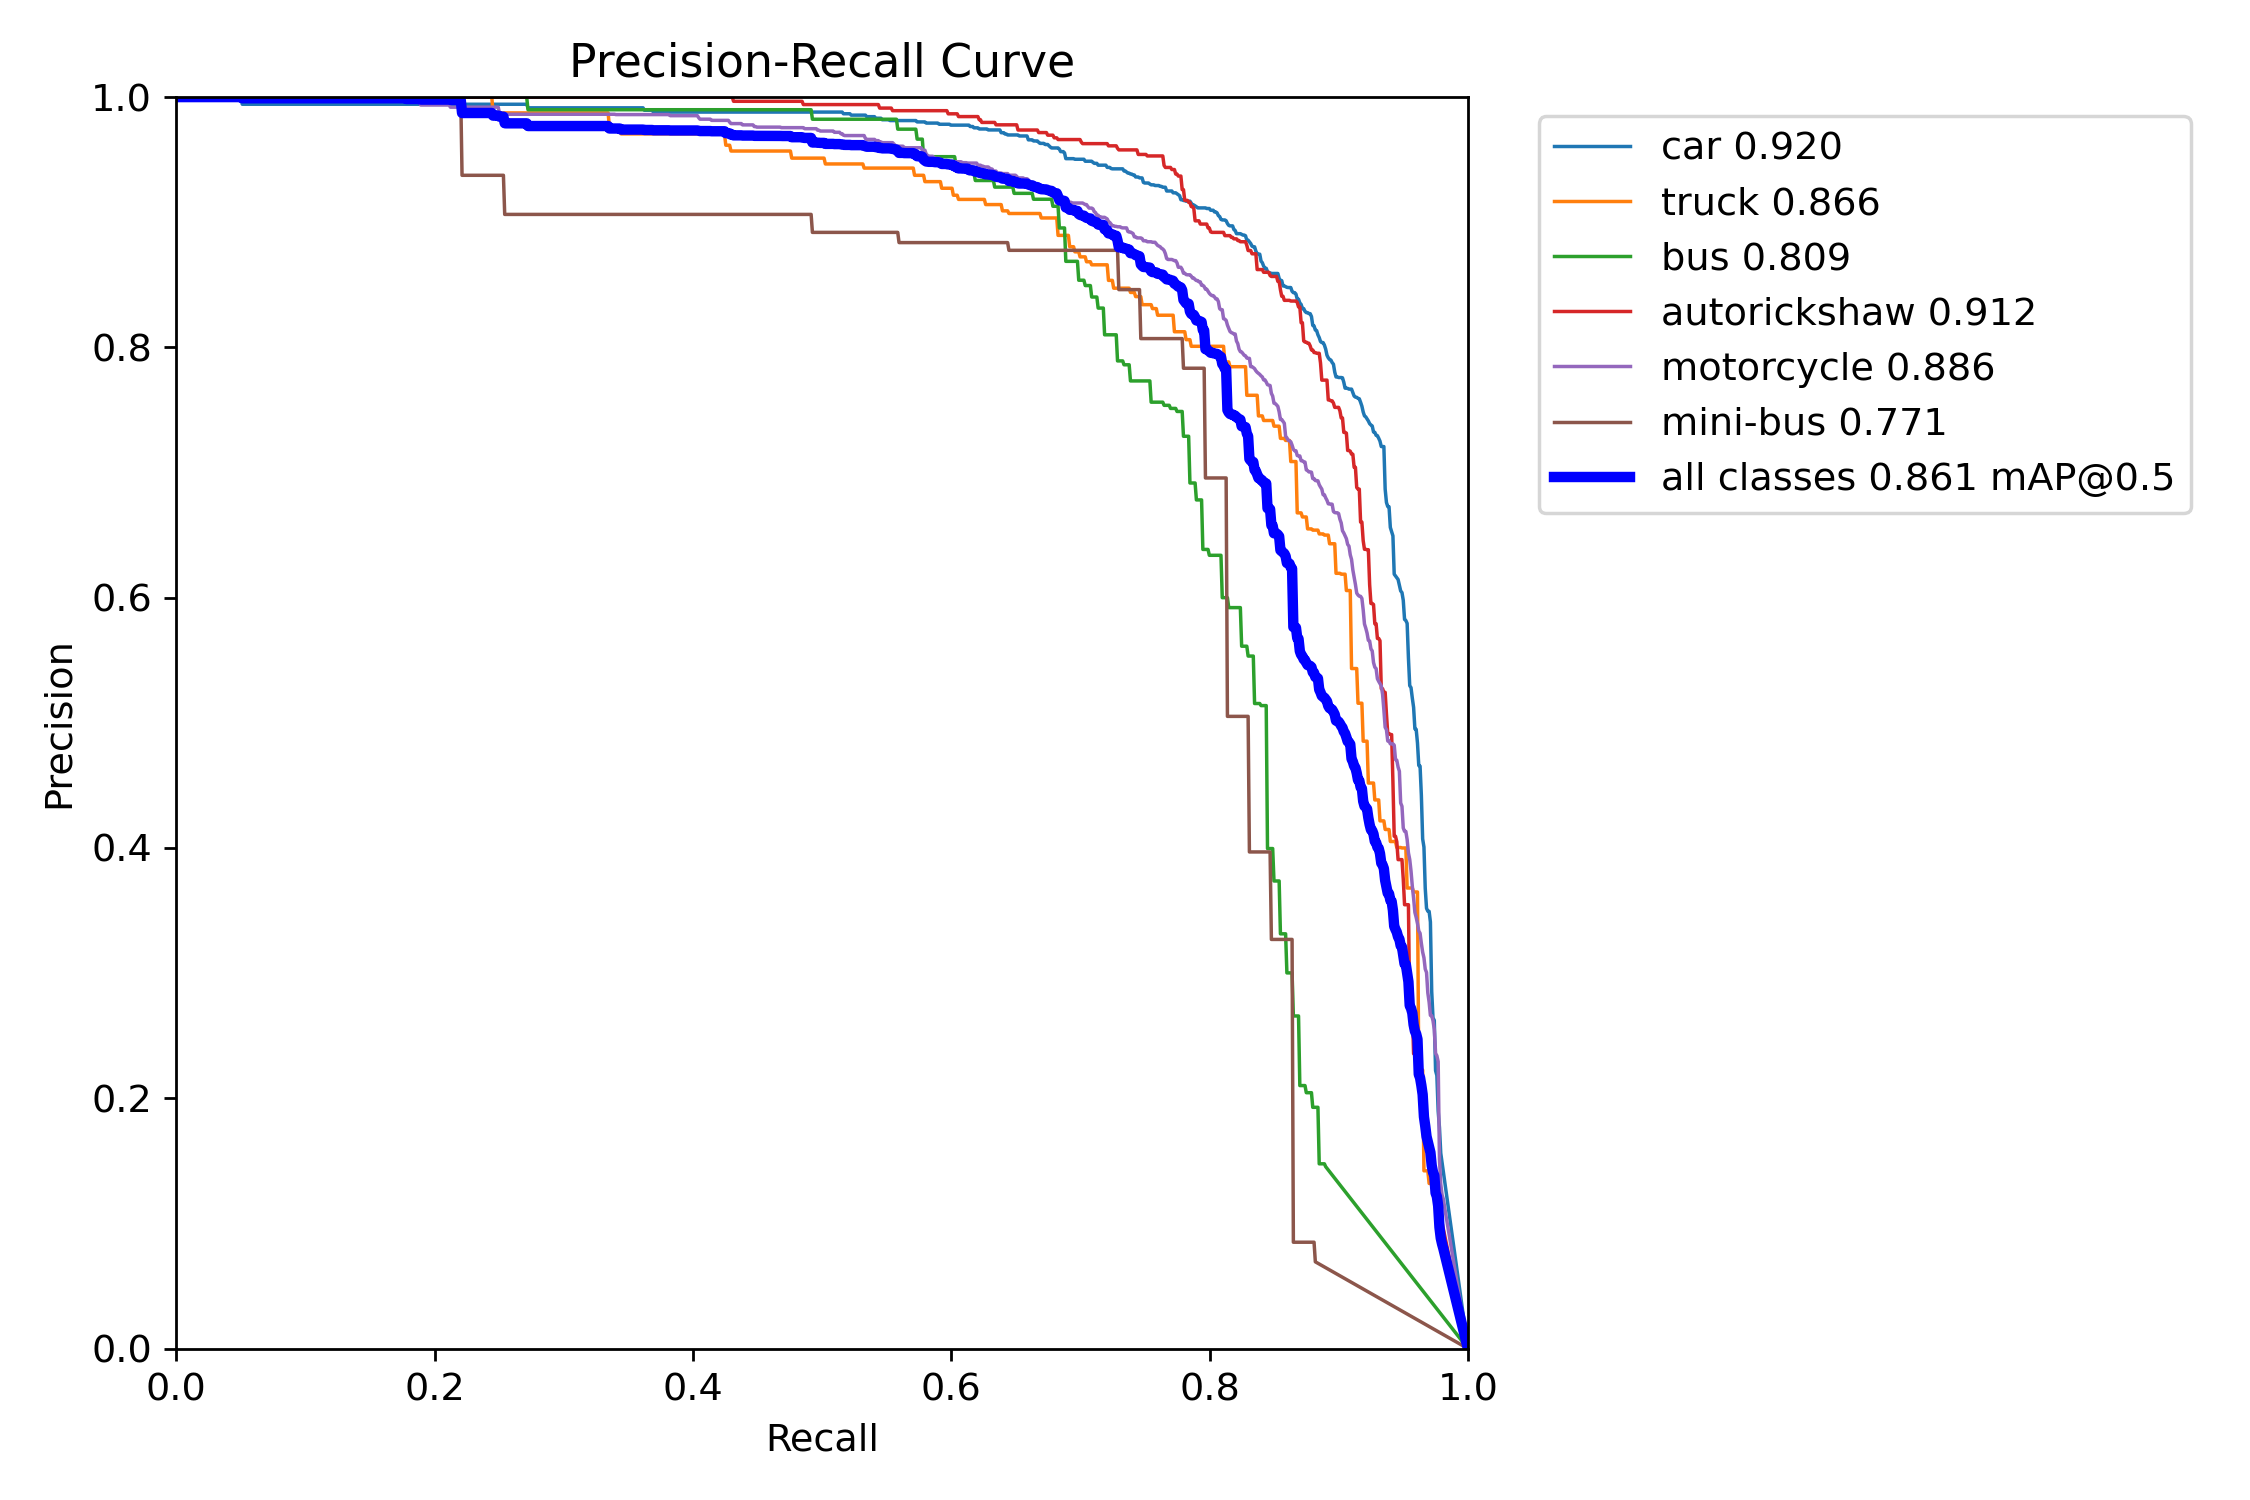 Precision-Recall Curve
1.0
0.8
0.6
0.4
0.2
0.0
Precision
0.0 0.2 0.4 0.6 0.8 1.0
Recall
car 0.920
truck 0.866
bus 0.809
autorickshaw 0.912
motorcycle 0.886
mini-bus 0.771
all classes 0.861 mAP@0.5